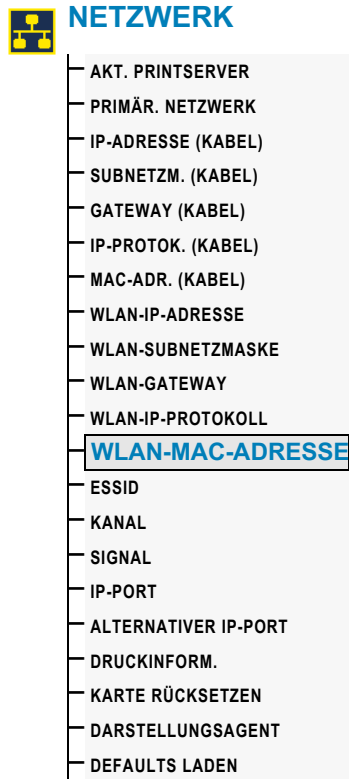 NETZWERK
AKT. PRINTSERVER
PRIMÄR. NETZWERK
IP-ADRESSE (KABEL)
SUBNETZM. (KABEL)
GATEWAY (KABEL)
IP-PROTOK. (KABEL)
MAC-ADR. (KABEL)
WLAN-IP-ADRESSE
WLAN-SUBNETZMASKE
WLAN-GATEWAY
WLAN-IP-PROTOKOLL
WLAN-MAC-ADRESSE
ESSID
KANAL
SIGNAL
IP-PORT
ALTERNATIVER IP-PORT
DRUCKINFORM.
KARTE RÜCKSETZEN
DARSTELLUNGSAGENT
DEFAULTS LADEN